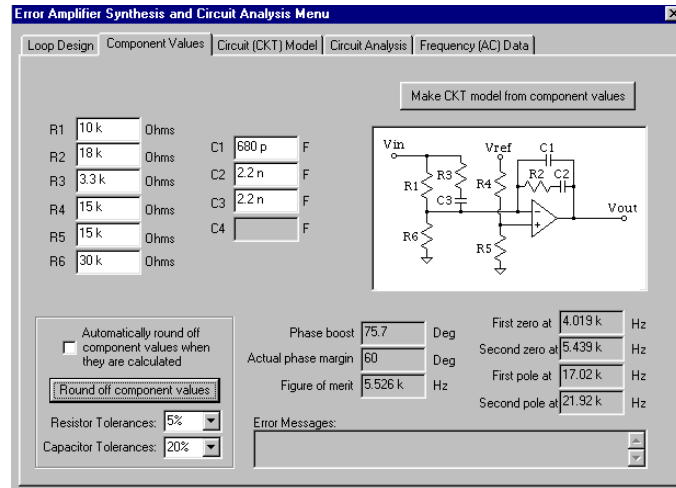 Error Amplifier Synthesis and Circuit Analysis Menu
Loop Design Component Values Circuit (CKT) Model Circuit Analysis Frequency (AC) Data
Make CKT model from component values
R1 10 k Ohms
R2 18 k Ohms
R3 3.3 k Ohms
R4 15 k Ohms
R5 15 k Ohms
R6 30 k Ohms
C1 680 p F
C2 2.2 n F
C3 2.2 n F
C4 F
Vin Vref C1
R3 R2 C2
R1 R4
C3 Vout
R6 R5
Automatically round off
component values when
they are calculated
Round off component values
Resistor Tolerances: 5%
Capacitor Tolerances: 20%
Phase boost 75.7 Deg
Actual phase margin 60 Deg
Figure of merit 5.526 k Hz
First zero at 4.019 k Hz
Second zero at 5.439 k Hz
First pole at 17.02 k Hz
Second pole at 21.92 k Hz
Error Messages: